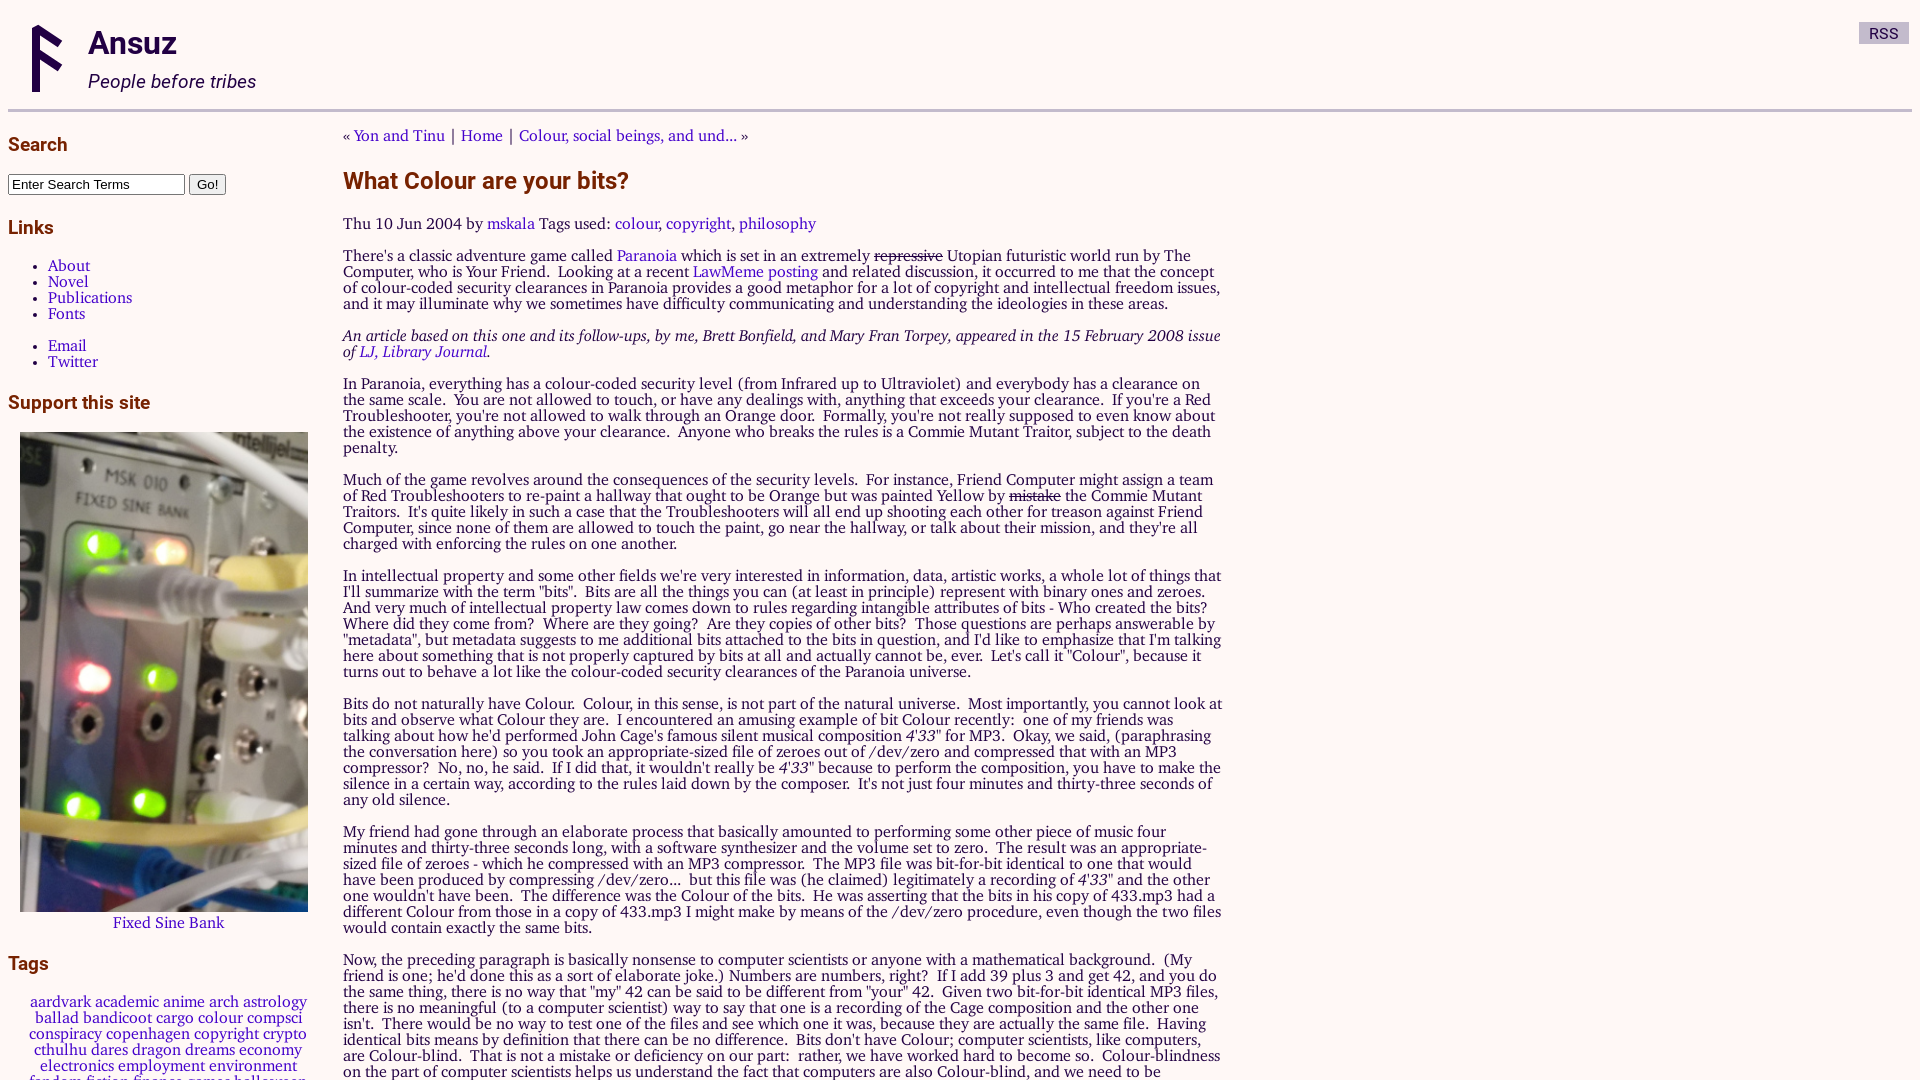 Ansuz
People before tribes
RSS
Search
Enter Search Terms Go!
Links
About
Novel
Publications
Fonts
Email
Twitter
Support this site
intellijel
MSK 010
FIXED SINE BANK
Fixed Sine Bank
Tags
aardvark academic anime arch astrology
ballad bandicoot cargo colour compsci
conspiracy copenhagen copyright crypto
cthulhu dares dragon dreams economy
electronics employment environment
fandom fiction finance games halloween
« Yon and Tinu | Home | Colour, social beings, and und... »
What Colour are your bits?
Thu 10 Jun 2004 by mskala Tags used: colour, copyright, philosophy
There's a classic adventure game called Paranoia which is set in an extremely repressive Utopian futuristic world run by The
Computer, who is Your Friend. Looking at a recent LawMeme posting and related discussion, it occurred to me that the concept
of colour-coded security clearances in Paranoia provides a good metaphor for a lot of copyright and intellectual freedom issues,
and it may illuminate why we sometimes have difficulty communicating and understanding the ideologies in these areas.
An article based on this one and its follow-ups, by me, Brett Bonfield, and Mary Fran Torpey, appeared in the 15 February 2008 issue
of LJ, Library Journal.
In Paranoia, everything has a colour-coded security level (from Infrared up to Ultraviolet) and everybody has a clearance on
the same scale. You are not allowed to touch, or have any dealings with, anything that exceeds your clearance. If you're a Red
Troubleshooter, you're not allowed to walk through an Orange door. Formally, you're not really supposed to even know about
the existence of anything above your clearance. Anyone who breaks the rules is a Commie Mutant Traitor, subject to the death
penalty.
Much of the game revolves around the consequences of the security levels. For instance, Friend Computer might assign a team
of Red Troubleshooters to re-paint a hallway that ought to be Orange but was painted Yellow by mistake the Commie Mutant
Traitors. It's quite likely in such a case that the Troubleshooters will all end up shooting each other for treason against Friend
Computer, since none of them are allowed to touch the paint, go near the hallway, or talk about their mission, and they're all
charged with enforcing the rules on one another.
In intellectual property and some other fields we're very interested in information, data, artistic works, a whole lot of things that
I'll summarize with the term "bits". Bits are all the things you can (at least in principle) represent with binary ones and zeroes.
And very much of intellectual property law comes down to rules regarding intangible attributes of bits - Who created the bits?
Where did they come from? Where are they going? Are they copies of other bits? Those questions are perhaps answerable by
"metadata", but metadata suggests to me additional bits attached to the bits in question, and I'd like to emphasize that I'm talking
here about something that is not properly captured by bits at all and actually cannot be, ever. Let's call it "Colour", because it
turns out to behave a lot like the colour-coded security clearances of the Paranoia universe.
Bits do not naturally have Colour. Colour, in this sense, is not part of the natural universe. Most importantly, you cannot look at
bits and observe what Colour they are. I encountered an amusing example of bit Colour recently: one of my friends was
talking about how he'd performed John Cage's famous silent musical composition 4'33" for MP3. Okay, we said, (paraphrasing
the conversation here) so you took an appropriate-sized file of zeroes out of /dev/zero and compressed that with an MP3
compressor? No, no, he said. If I did that, it wouldn't really be 4'33" because to perform the composition, you have to make the
silence in a certain way, according to the rules laid down by the composer. It's not just four minutes and thirty-three seconds of
any old silence.
My friend had gone through an elaborate process that basically amounted to performing some other piece of music four
minutes and thirty-three seconds long, with a software synthesizer and the volume set to zero. The result was an appropriate-
sized file of zeroes - which he compressed with an MP3 compressor. The MP3 file was bit-for-bit identical to one that would
have been produced by compressing /dev/zero... but this file was (he claimed) legitimately a recording of 4'33" and the other
one wouldn't have been. The difference was the Colour of the bits. He was asserting that the bits in his copy of 433.mp3 had a
different Colour from those in a copy of 433.mp3 I might make by means of the /dev/zero procedure, even though the two files
would contain exactly the same bits.
Now, the preceding paragraph is basically nonsense to computer scientists or anyone with a mathematical background. (My
friend is one; he'd done this as a sort of elaborate joke.) Numbers are numbers, right? If I add 39 plus 3 and get 42, and you do
the same thing, there is no way that "my" 42 can be said to be different from "your" 42. Given two bit-for-bit identical MP3 files,
there is no meaningful (to a computer scientist) way to say that one is a recording of the Cage composition and the other one
isn't. There would be no way to test one of the files and see which one it was, because they are actually the same file. Having
identical bits means by definition that there can be no difference. Bits don't have Colour; computer scientists, like computers,
are Colour-blind. That is not a mistake or deficiency on our part: rather, we have worked hard to become so. Colour-blindness
on the part of computer scientists helps us understand the fact that computers are also Colour-blind, and we need to be